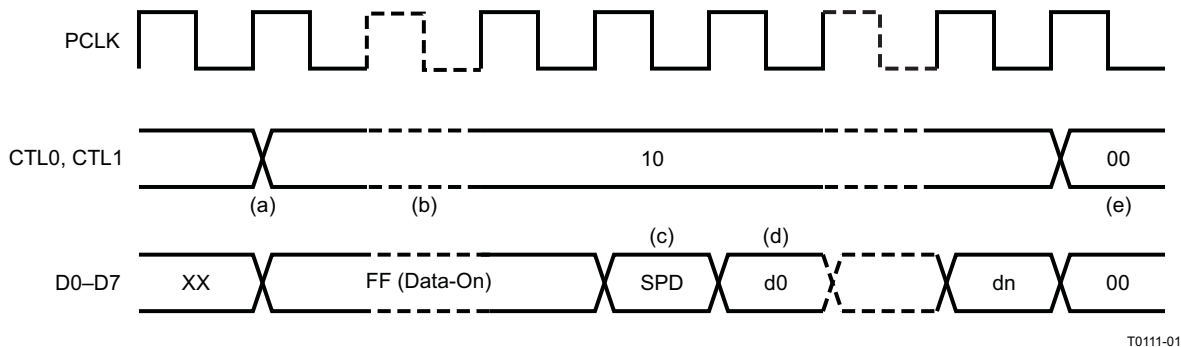 PCLK
CTL0, CTL1
10
00
(a)
(b)
(e)
(c)
(d)
D0–D7
XX
FF (Data-On)
SPD
d0
dn
00
T0111-01